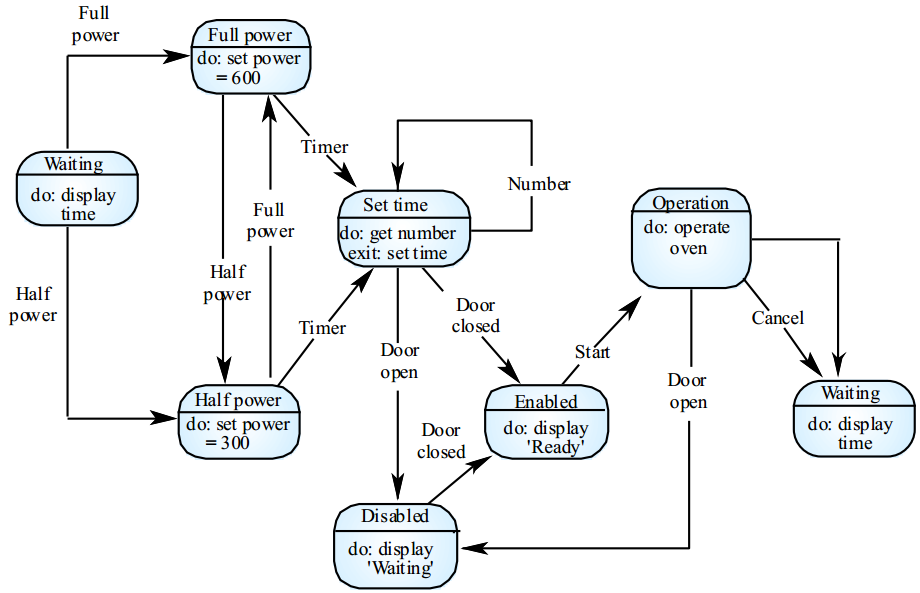 Full
power
Full power
do: set power
= 600
Timer
Waiting
do: display
time
Number
Full
power
Set time
do: get number
exit: set time
Operation
do: operate
oven
Half
power
Half
power
Timer
Door
closed
Cancel
Door
open
Start
Door
open
Half power
do: set power
= 300
Enabled
do: display
'Ready'
Waiting
do: display
time
Door
closed
Disabled
do: display
'Waiting'